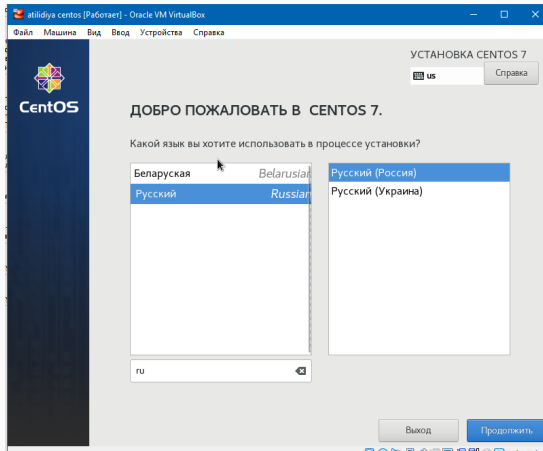 atilidiya centos [Работает] - Oracle VM VirtualBox
Файл Машина Вид Ввод Устройства Справка
УСТАНОВКА CENTOS 7
us Справка
CentOS
ДОБРО ПОЖАЛОВАТЬ В CENTOS 7.
Какой язык вы хотите использовать в процессе установки?
Беларуская Belarusian
Русский Russian
Русский (Россия)
Русский (Украина)
ru
Выход Продолжить